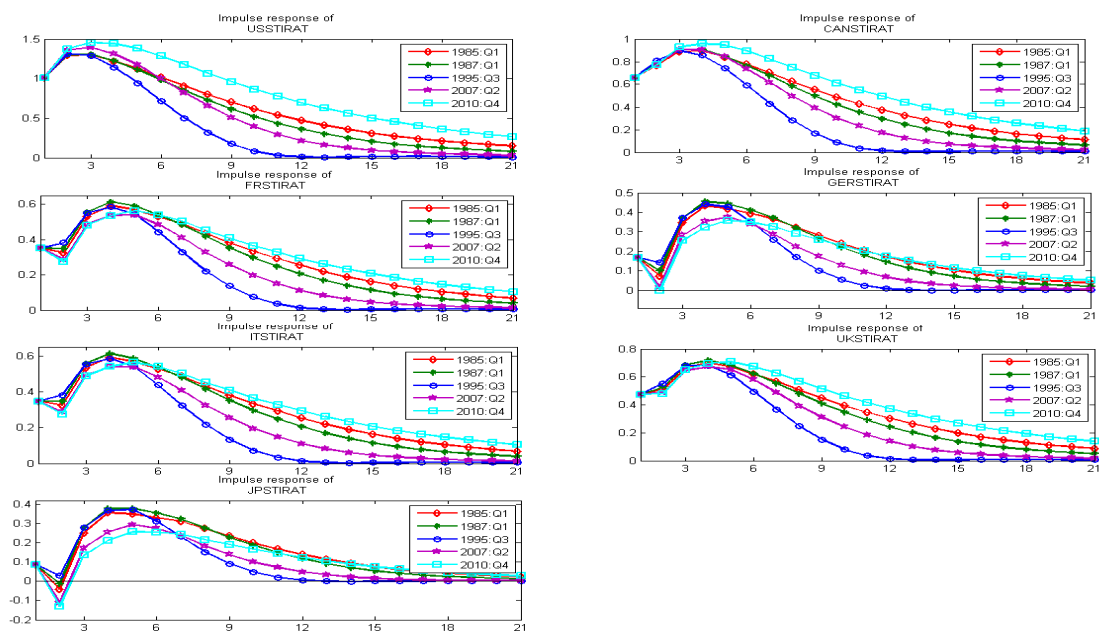 Impulse response of
USSTIRAT
1.5
1
0.5
0
3
6
9
12
15
18
21
1985:Q1
1987:Q1
1995:Q3
2007:Q2
2010:Q4
Impulse response of
CANSTIRAT
1
0.8
0.6
0.4
0.2
0
3
6
9
12
15
18
21
1985:Q1
1987:Q1
1995:Q3
2007:Q2
2010:Q4
Impulse response of
FRSTIRAT
0.6
0.4
0.2
0
3
6
9
12
15
18
21
1985:Q1
1987:Q1
1995:Q3
2007:Q2
2010:Q4
Impulse response of
GERSTIRAT
0.5
0.4
0.3
0.2
0.1
0
3
6
9
12
15
18
21
1985:Q1
1987:Q1
1995:Q3
2007:Q2
2010:Q4
Impulse response of
ITSTIRAT
0.6
0.4
0.2
0
3
6
9
12
15
18
21
1985:Q1
1987:Q1
1995:Q3
2007:Q2
2010:Q4
Impulse response of
UKSTIRAT
0.8
0.6
0.4
0.2
0
3
6
9
12
15
18
21
1985:Q1
1987:Q1
1995:Q3
2007:Q2
2010:Q4
Impulse response of
JPSTIRAT
0.4
0.3
0.2
0.1
0
-0.1
-0.2
3
6
9
12
15
18
21
1985:Q1
1987:Q1
1995:Q3
2007:Q2
2010:Q4